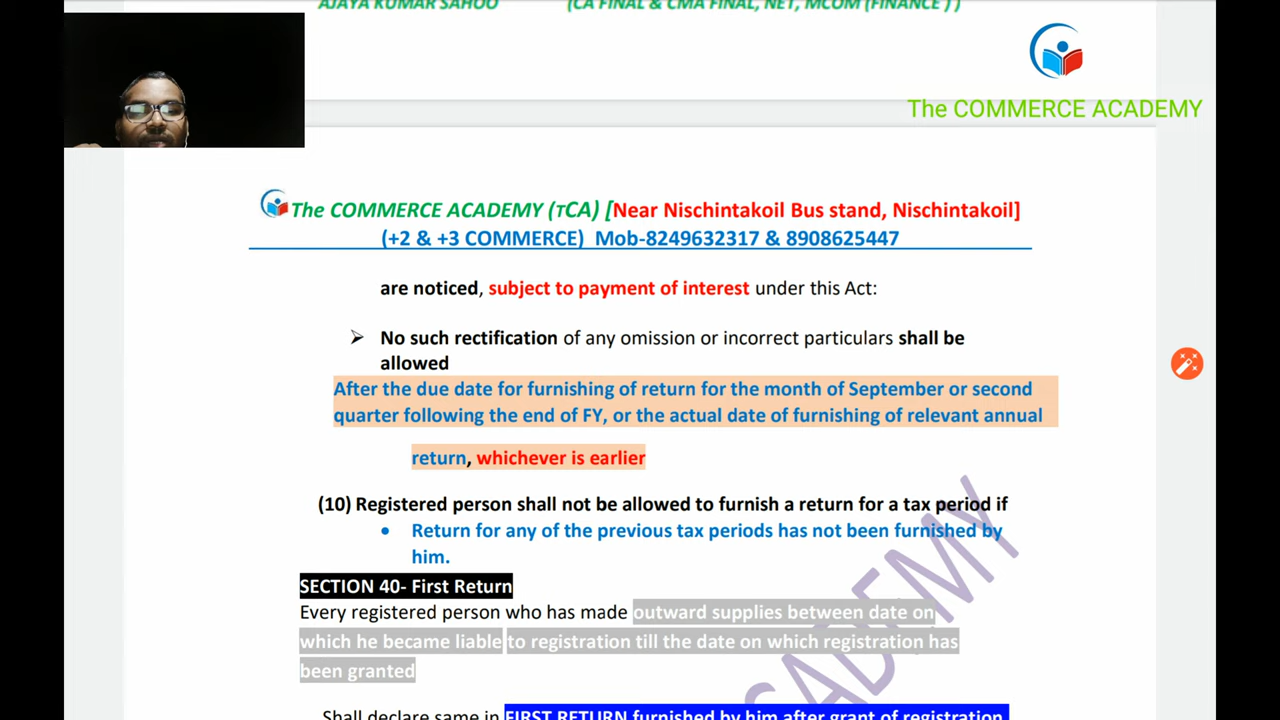 AJAYA KUMAR SAHOO (CA FINAL & CMA FINAL, NET, MCOM (FINANCE ) )
The COMMERCE ACADEMY
The COMMERCE ACADEMY (TCA) [Near Nischintakoil Bus stand, Nischintakoil]
(+2 & +3 COMMERCE) Mob-8249632317 & 8908625447
are noticed, subject to payment of interest under this Act:
➢ No such rectification of any omission or incorrect particulars shall be
allowed
After the due date for furnishing of return for the month of September or second
quarter following the end of FY, or the actual date of furnishing of relevant annual
return, whichever is earlier
(10) Registered person shall not be allowed to furnish a return for a tax period if
• Return for any of the previous tax periods has not been furnished by
him.
SECTION 40- First Return
Every registered person who has made outward supplies between date on
which he became liable to registration till the date on which registration has
been granted
Shall declare same in FIRST RETURN furnished by him after grant of registration
CADEMY